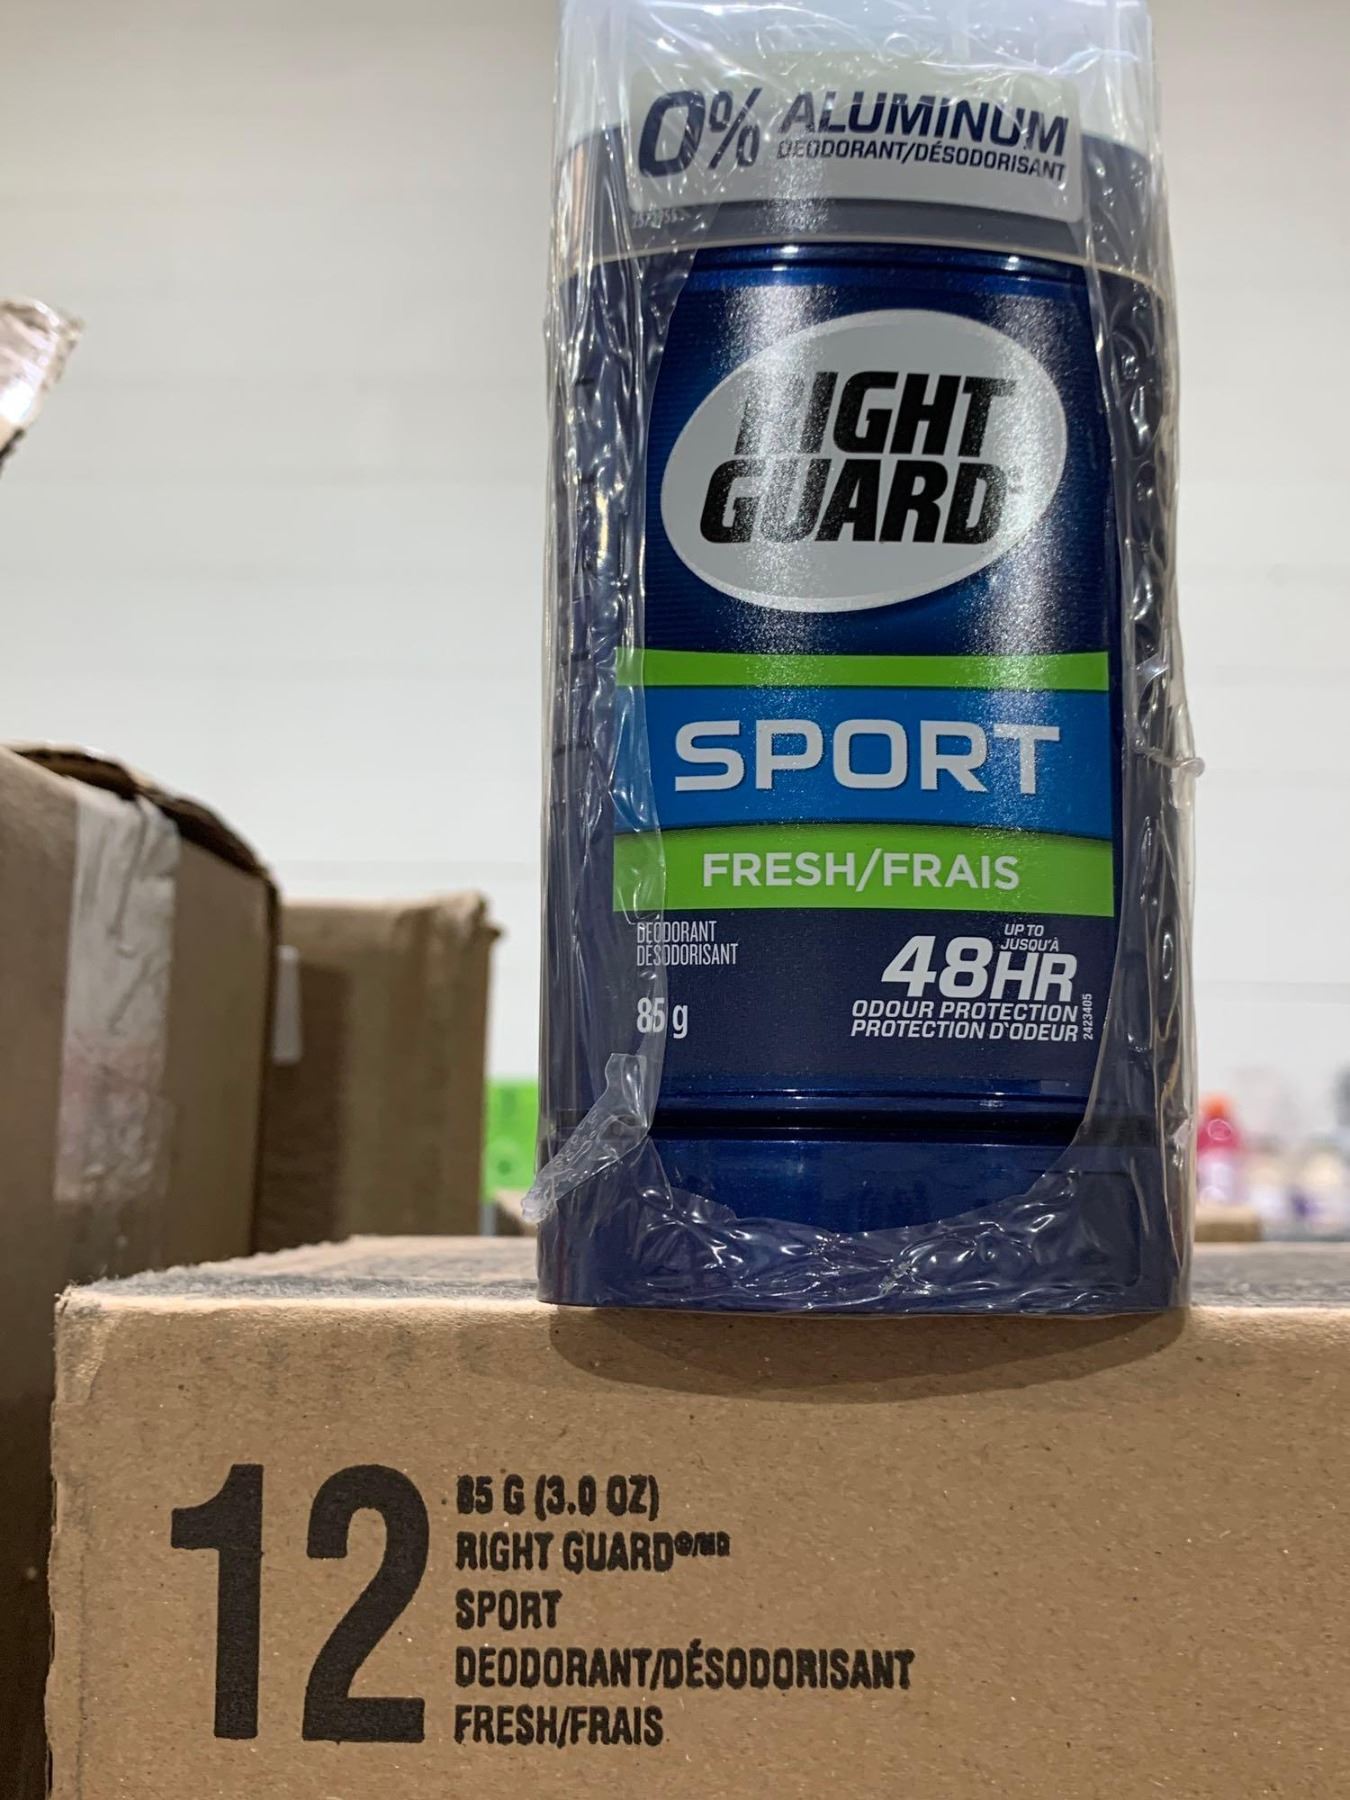 0% ALUMINUM
DEODORANT/DÉSODORISANT
RIGHT
GUARD
SPORT
FRESH/FRAIS
DEODORANT
DÉSODORISANT
85 g
UP TO
JUSQU'À
48HR
ODOUR PROTECTION
PROTECTION D'ODEUR
2423405
12
85 G (3.0 OZ)
RIGHT GUARD®/MD
SPORT
DEODORANT/DÉSODORISANT
FRESH/FRAIS